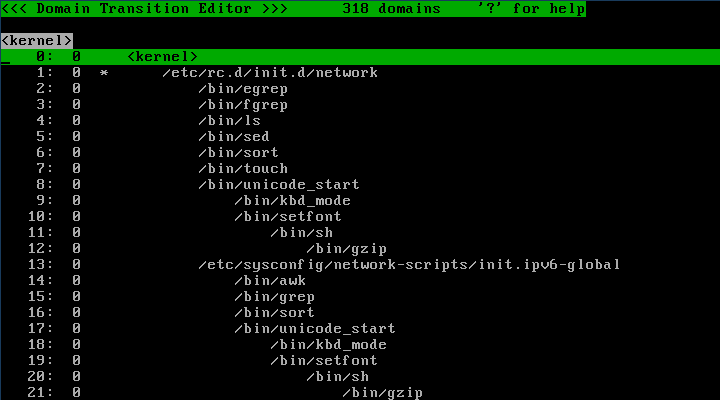 <<< Domain Transition Editor >>>      318 domains    '?' for help
<kernel>
0:  0     <kernel>
1:  0  *      /etc/rc.d/init.d/network
2:  0             /bin/egrep
3:  0             /bin/fgrep
4:  0             /bin/ls
5:  0             /bin/sed
6:  0             /bin/sort
7:  0             /bin/touch
8:  0             /bin/unicode_start
9:  0                 /bin/kbd_mode
10:  0                 /bin/setfont
11:  0                     /bin/sh
12:  0                         /bin/gzip
13:  0             /etc/sysconfig/network-scripts/init.ipv6-global
14:  0                 /bin/awk
15:  0                 /bin/grep
16:  0                 /bin/sort
17:  0                 /bin/unicode_start
18:  0                     /bin/kbd_mode
19:  0                     /bin/setfont
20:  0                         /bin/sh
21:  0                             /bin/gzip